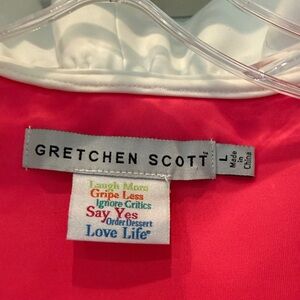 GRETCHEN SCOTT
L
Made
in
China
Laugh More
Gripe Less
Ignore Critics
Say Yes
Order Dessert
Love Life®